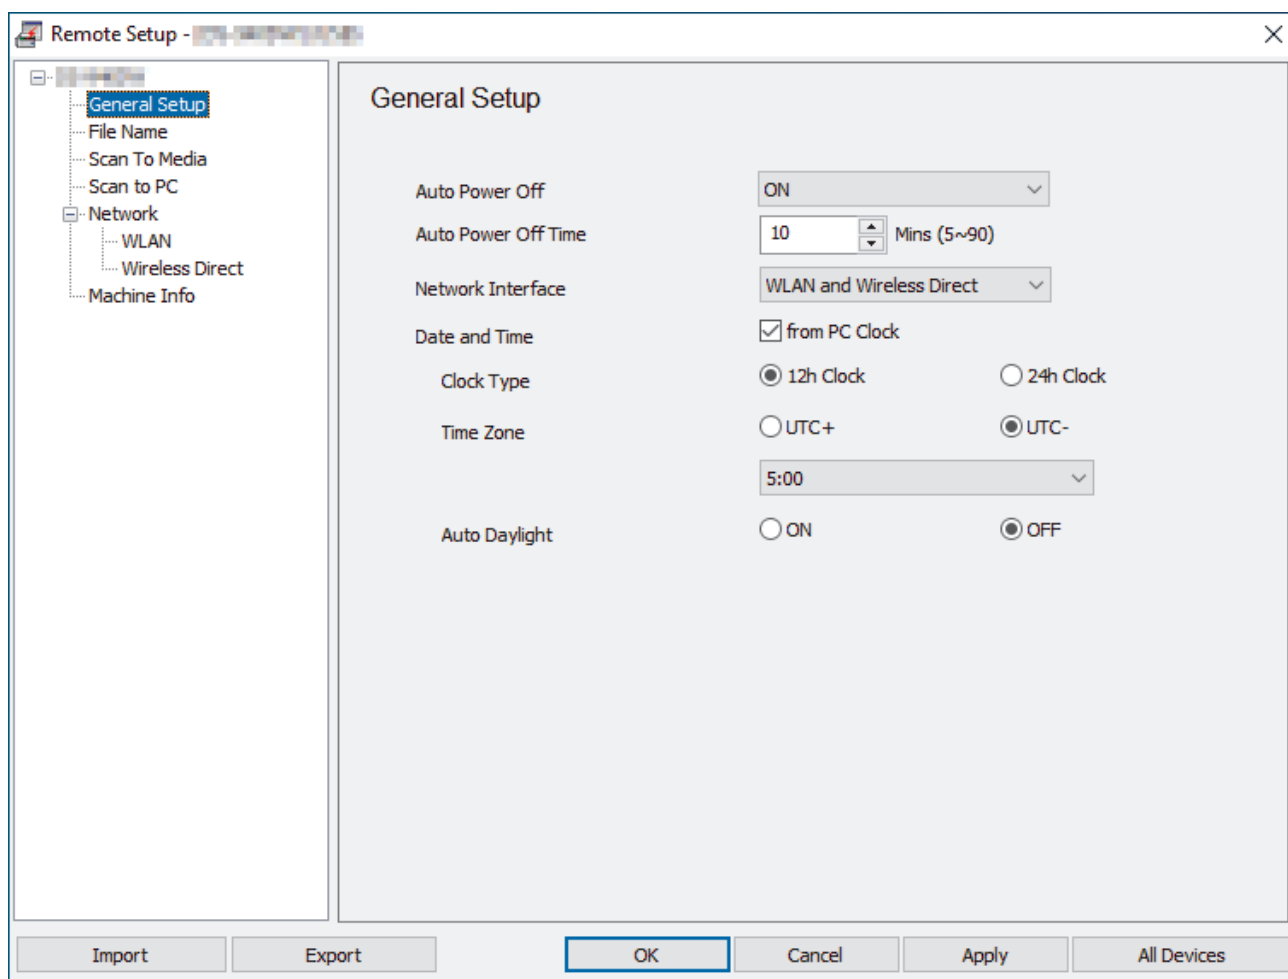 Remote Setup -
General Setup
File Name
Scan To Media
Scan to PC
Network
WLAN
Wireless Direct
Machine Info
General Setup
Auto Power Off ON
Auto Power Off Time 10 Mins (5~90)
Network Interface WLAN and Wireless Direct
Date and Time from PC Clock
Clock Type 12h Clock 24h Clock
Time Zone UTC+ UTC-
5:00
Auto Daylight ON OFF
Import Export OK Cancel Apply All Devices